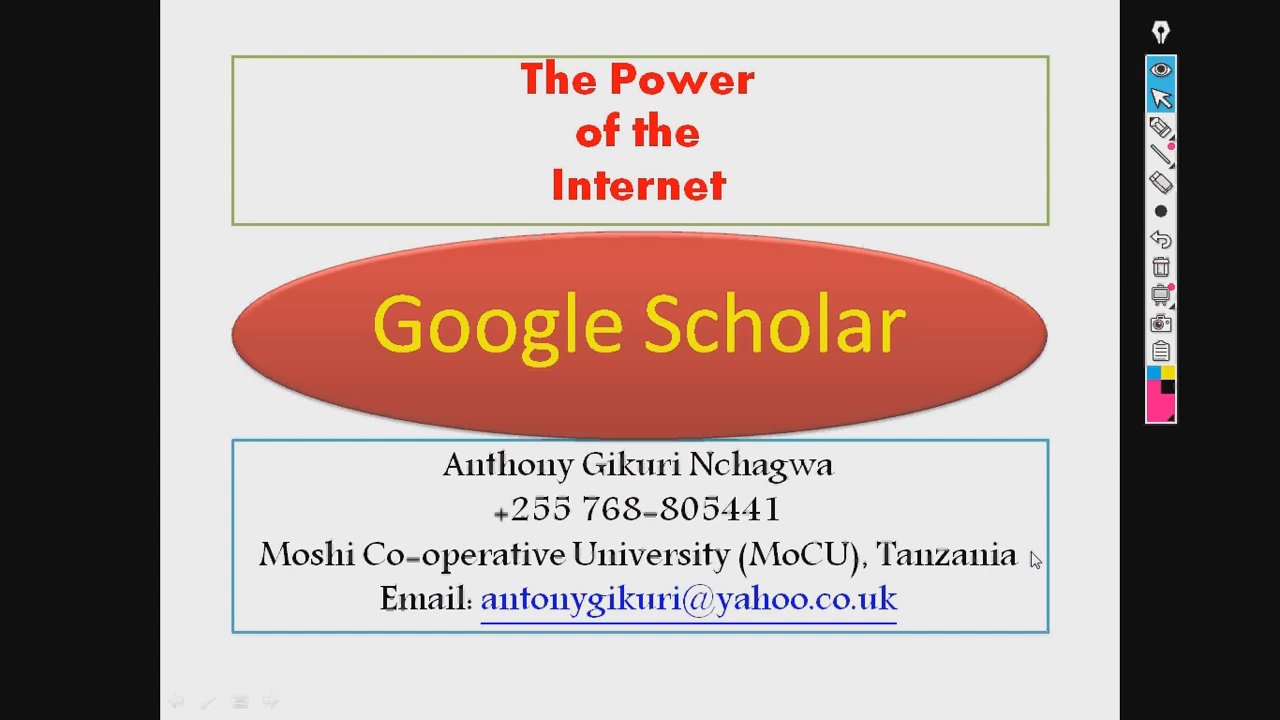 The Power
of the
Internet
Google Scholar
Anthony Gikuri Nchagwa
+255 768-805441
Moshi Co-operative University (MoCU), Tanzania
Email: antonygikuri@yahoo.co.uk